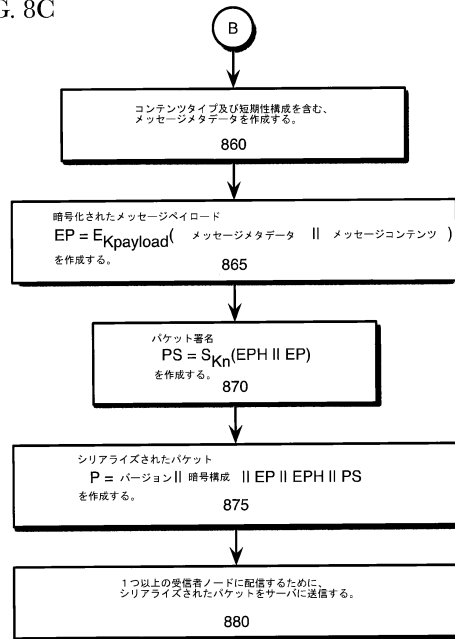 G. 8C
B
コンテンツタイプ及び短期性構成を含む、
メッセージメタデータを作成する。
860
暗号化されたメッセージペイロード
EP = EKpayload( メッセージメタデータ || メッセージコンテンツ )
を作成する。
865
パケット署名
PS = SKn(EPH || EP)
を作成する。
870
シリアライズされたパケット
P = バージョン || 暗号構成 || EP || EPH || PS
を作成する。
875
1つ以上の受信者ノードに配信するために、
シリアライズされたパケットをサーバに送信する。
880